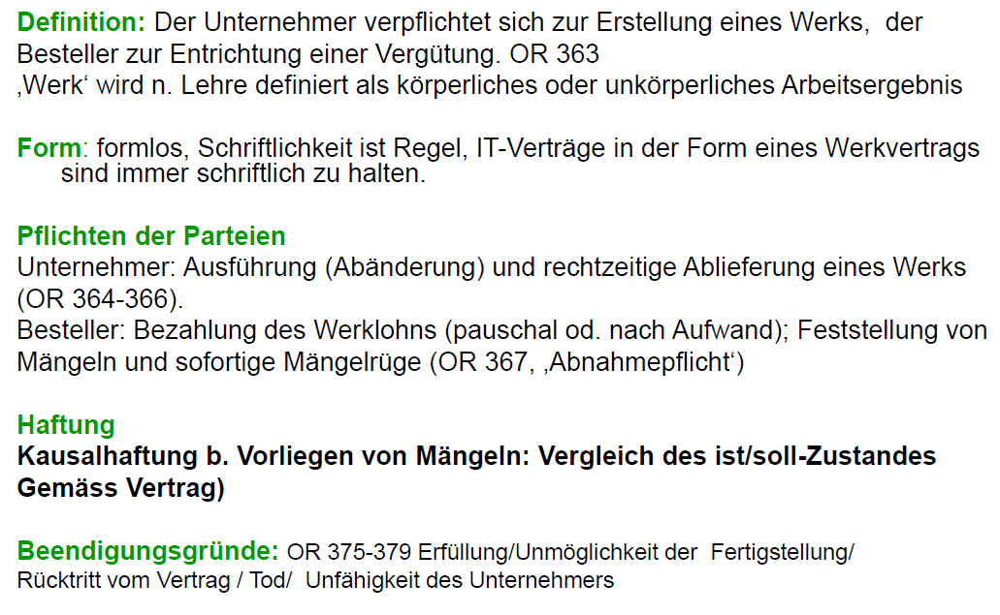 Definition: Der Unternehmer verpflichtet sich zur Erstellung eines Werks,  der
Besteller zur Entrichtung einer Vergütung. OR 363
‚Werk‘ wird n. Lehre definiert als körperliches oder unkörperliches Arbeitsergebnis
Form: formlos, Schriftlichkeit ist Regel, IT-Verträge in der Form eines Werkvertrags
sind immer schriftlich zu halten.
Pflichten der Parteien
Unternehmer: Ausführung (Abänderung) und rechtzeitige Ablieferung eines Werks
(OR 364-366).
Besteller: Bezahlung des Werklohns (pauschal od. nach Aufwand); Feststellung von
Mängeln und sofortige Mängelrüge (OR 367, ‚Abnahmepflicht‘)
Haftung
Kausalhaftung b. Vorliegen von Mängeln: Vergleich des ist/soll-Zustandes
Gemäss Vertrag)
Beendigungsgründe: OR 375-379 Erfüllung/Unmöglichkeit der  Fertigstellung/
Rücktritt vom Vertrag / Tod/  Unfähigkeit des Unternehmers